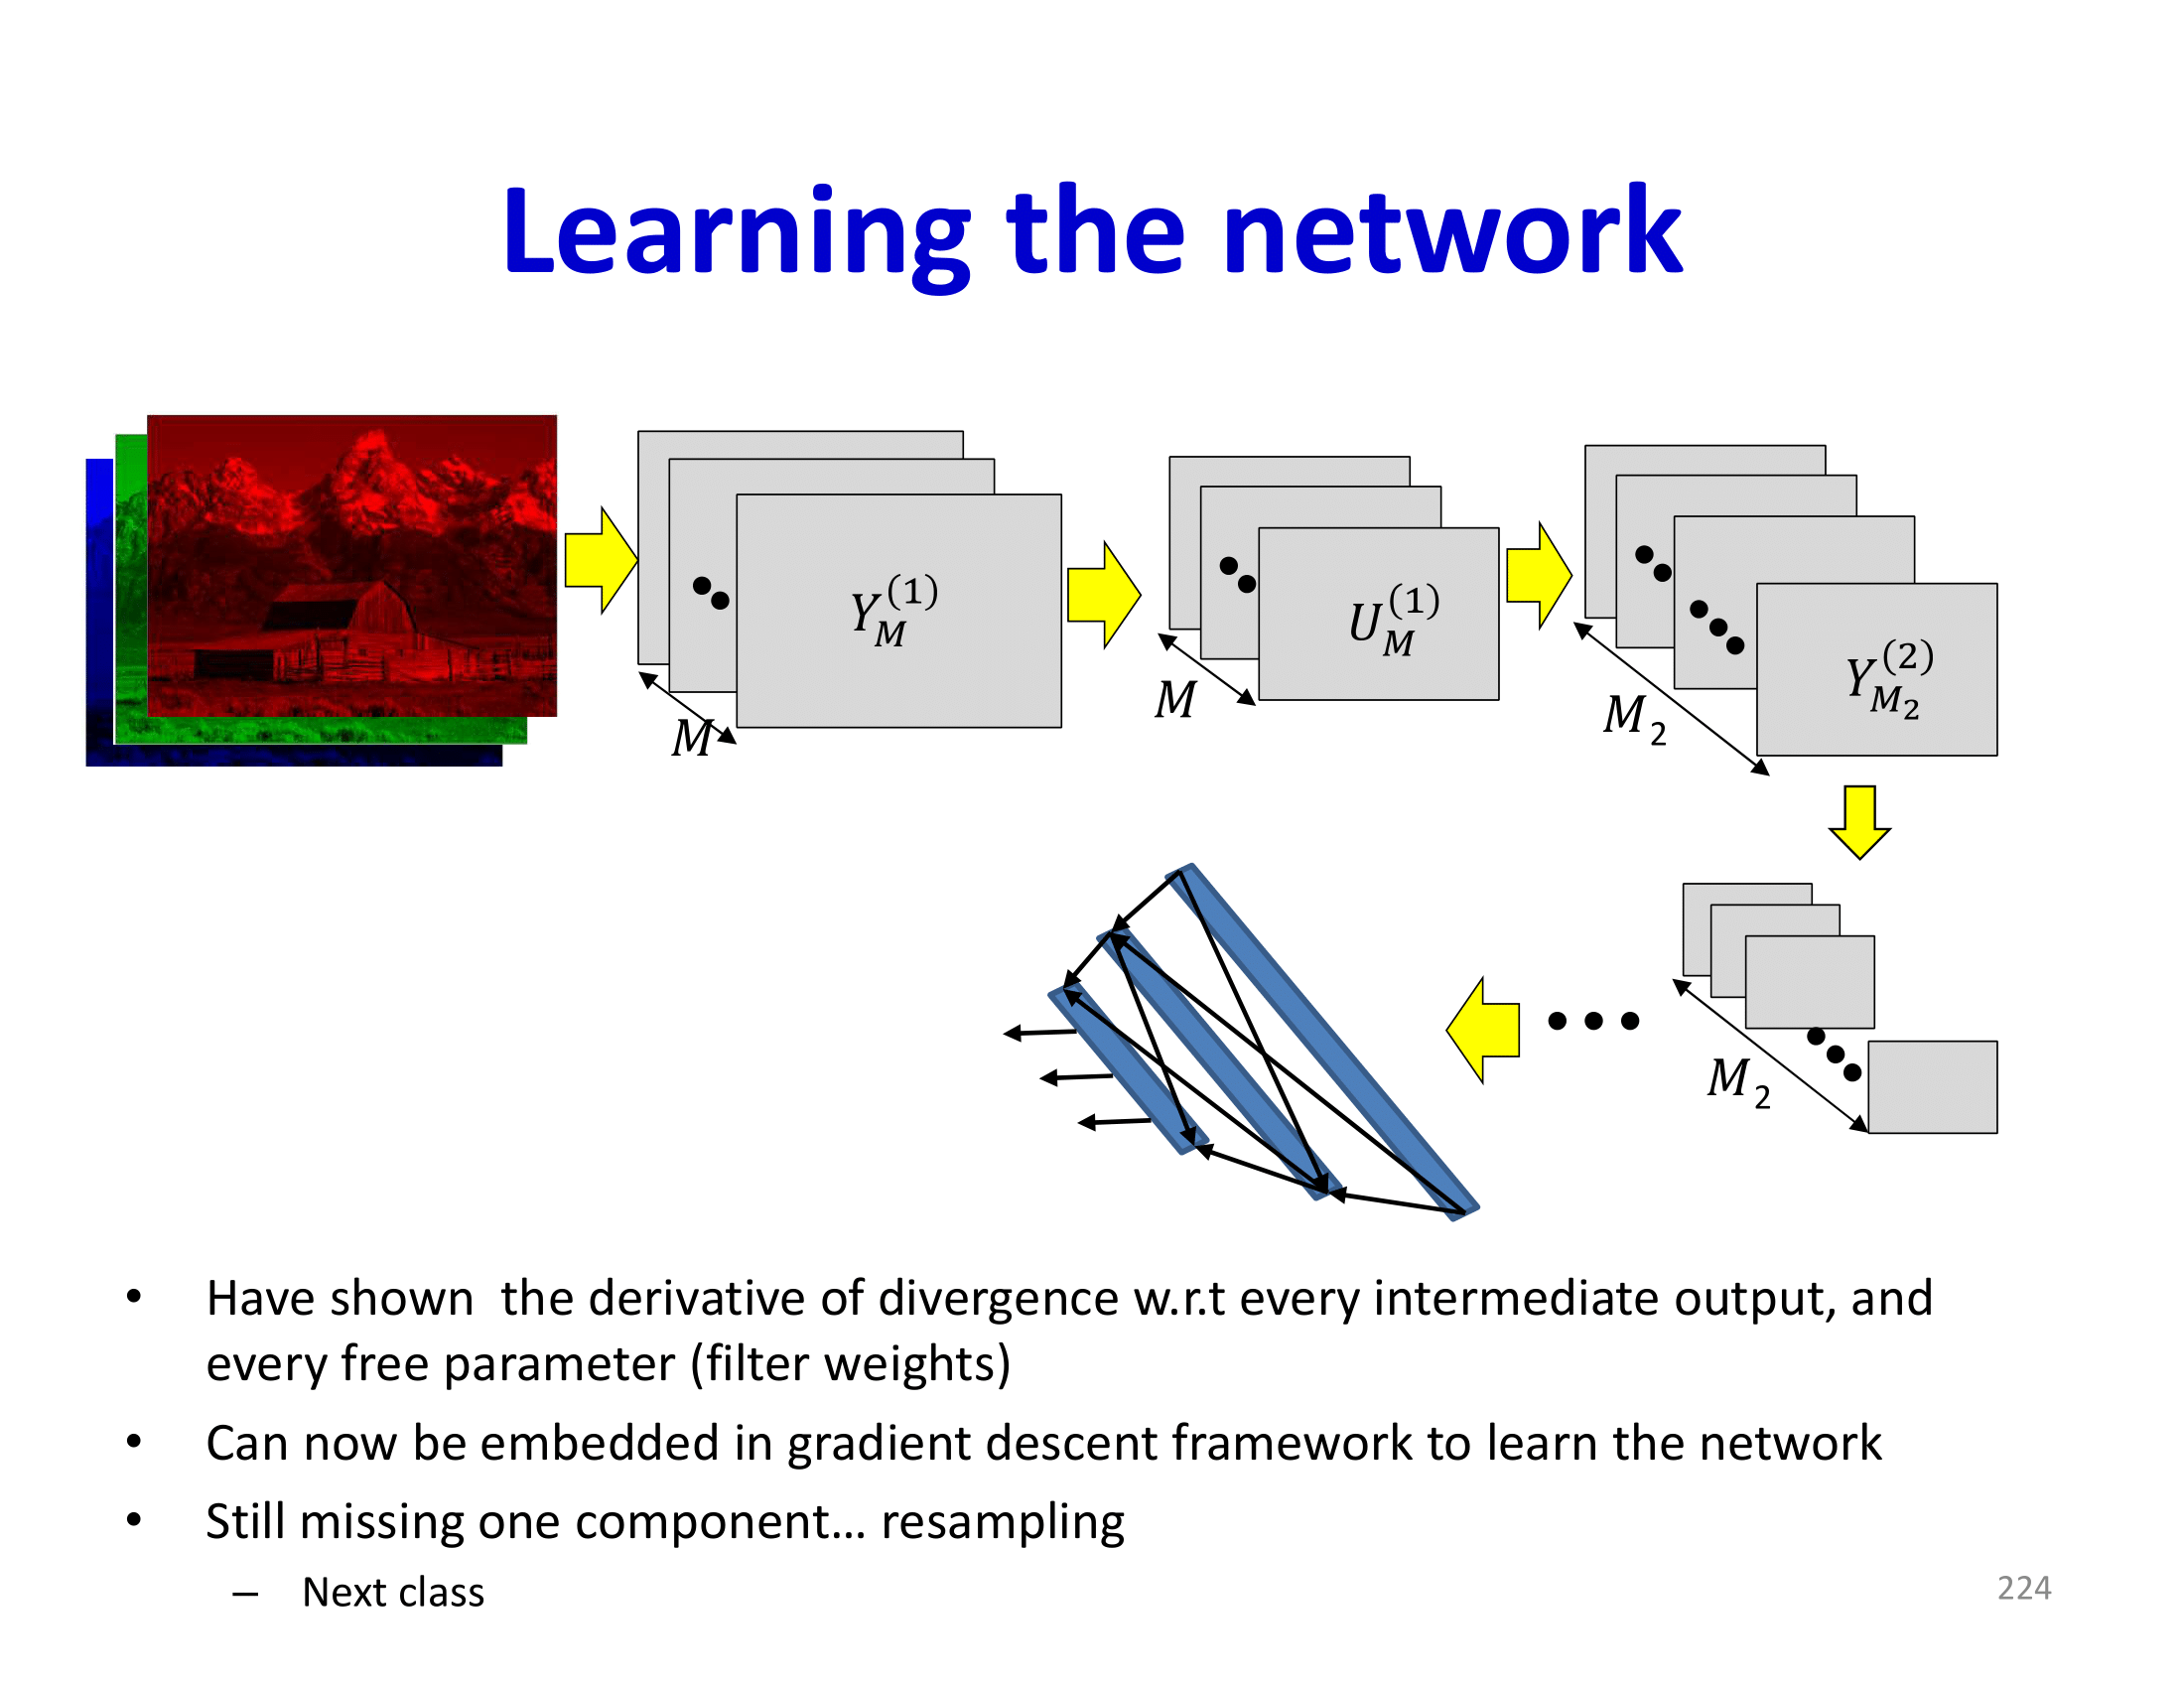 Learning the network
Y_M^(1)
U_M^(1)
Y_{M_2}^(2)
M
M
M_2
M_2
• Have shown  the derivative of divergence w.r.t every intermediate output, and
every free parameter (filter weights)
• Can now be embedded in gradient descent framework to learn the network
• Still missing one component... resampling
– Next class
224